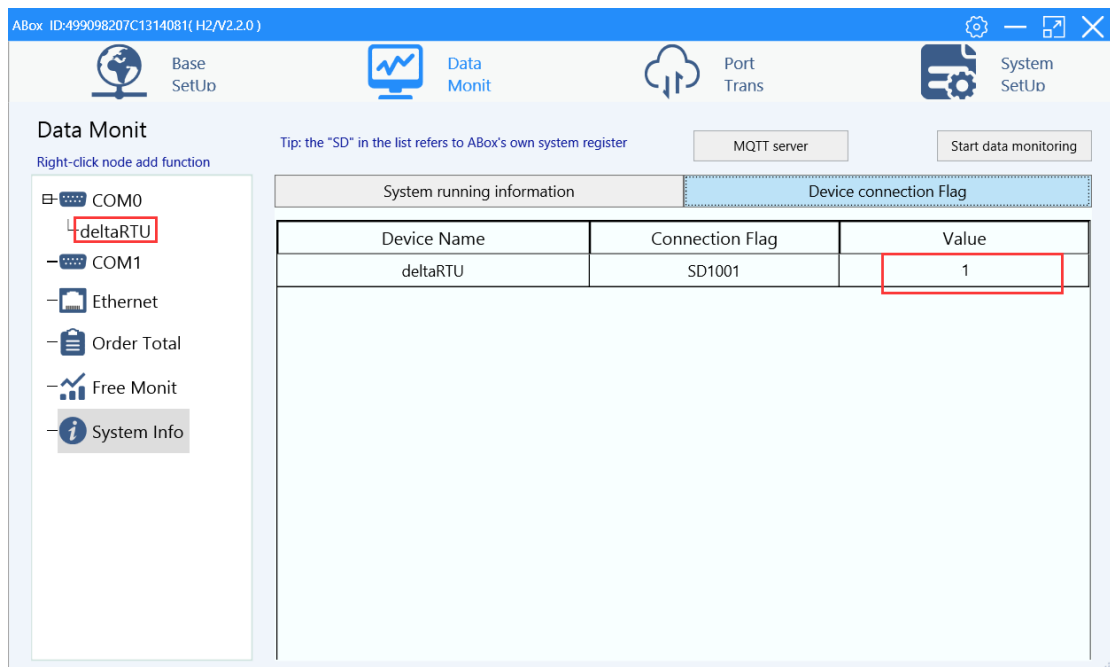 ABox ID:499098207C1314081( H2/V2.2.0 )
Base
SetUp
Data
Monit
Port
Trans
System
SetUp
Data Monit
Right-click node add function
Tip: the "SD" in the list refers to ABox's own system register
MQTT server
Start data monitoring
COM0
deltaRTU
COM1
Ethernet
Order Total
Free Monit
System Info
System running information
Device connection Flag
Device Name Connection Flag Value
deltaRTU SD1001 1